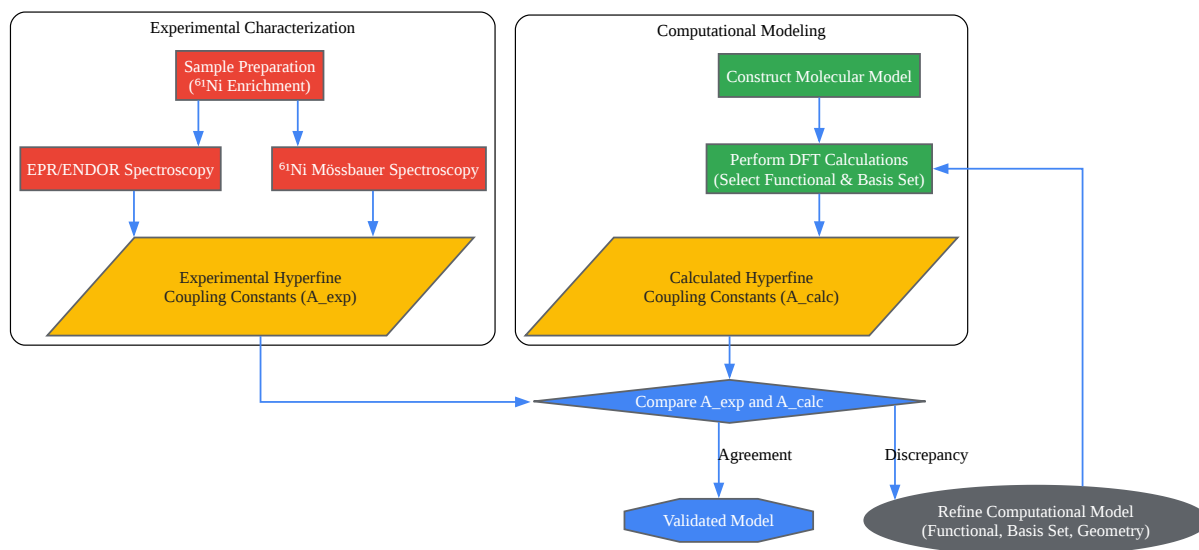 Experimental Characterization
Sample Preparation
(⁶¹Ni Enrichment)
EPR/ENDOR Spectroscopy
⁶¹Ni Mössbauer Spectroscopy
Experimental Hyperfine
Coupling Constants (A_exp)
Computational Modeling
Construct Molecular Model
Perform DFT Calculations
(Select Functional & Basis Set)
Calculated Hyperfine
Coupling Constants (A_calc)
Compare A_exp and A_calc
Agreement
Discrepancy
Validated Model
Refine Computational Model
(Functional, Basis Set, Geometry)